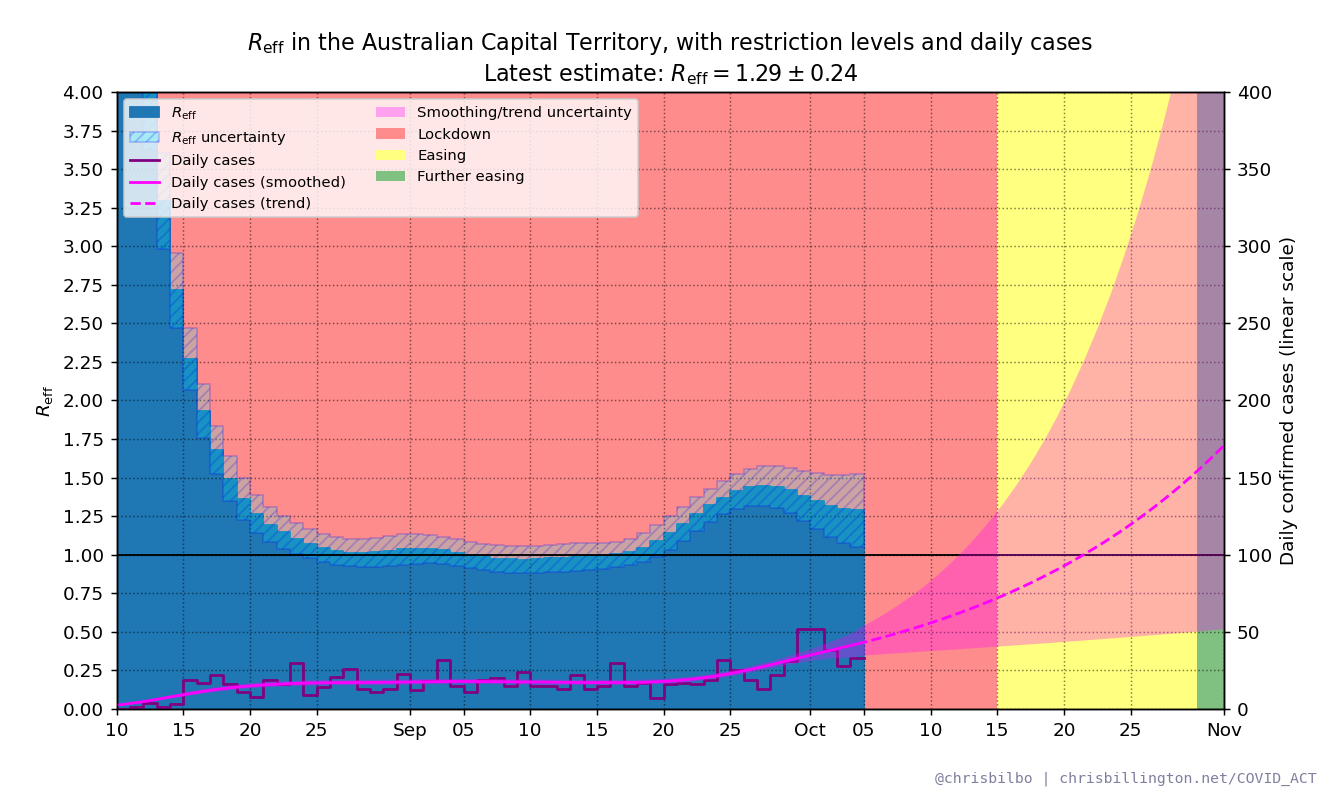 Reff in the Australian Capital Territory, with restriction levels and daily cases
Latest estimate: Reff = 1.29 ± 0.24
Reff
Reff uncertainty
Daily cases
Daily cases (smoothed)
Daily cases (trend)
Smoothing/trend uncertainty
Lockdown
Easing
Further easing
4.00
3.75
3.50
3.25
3.00
2.75
2.50
2.25
2.00
1.75
1.50
1.25
1.00
0.75
0.50
0.25
0.00
Reff
400
350
300
250
200
150
100
50
0
Daily confirmed cases (linear scale)
10 15 20 25 Sep 05 10 15 20 25 Oct 05 10 15 20 25 Nov
@chrisbilbo | chrisbillington.net/COVID_ACT